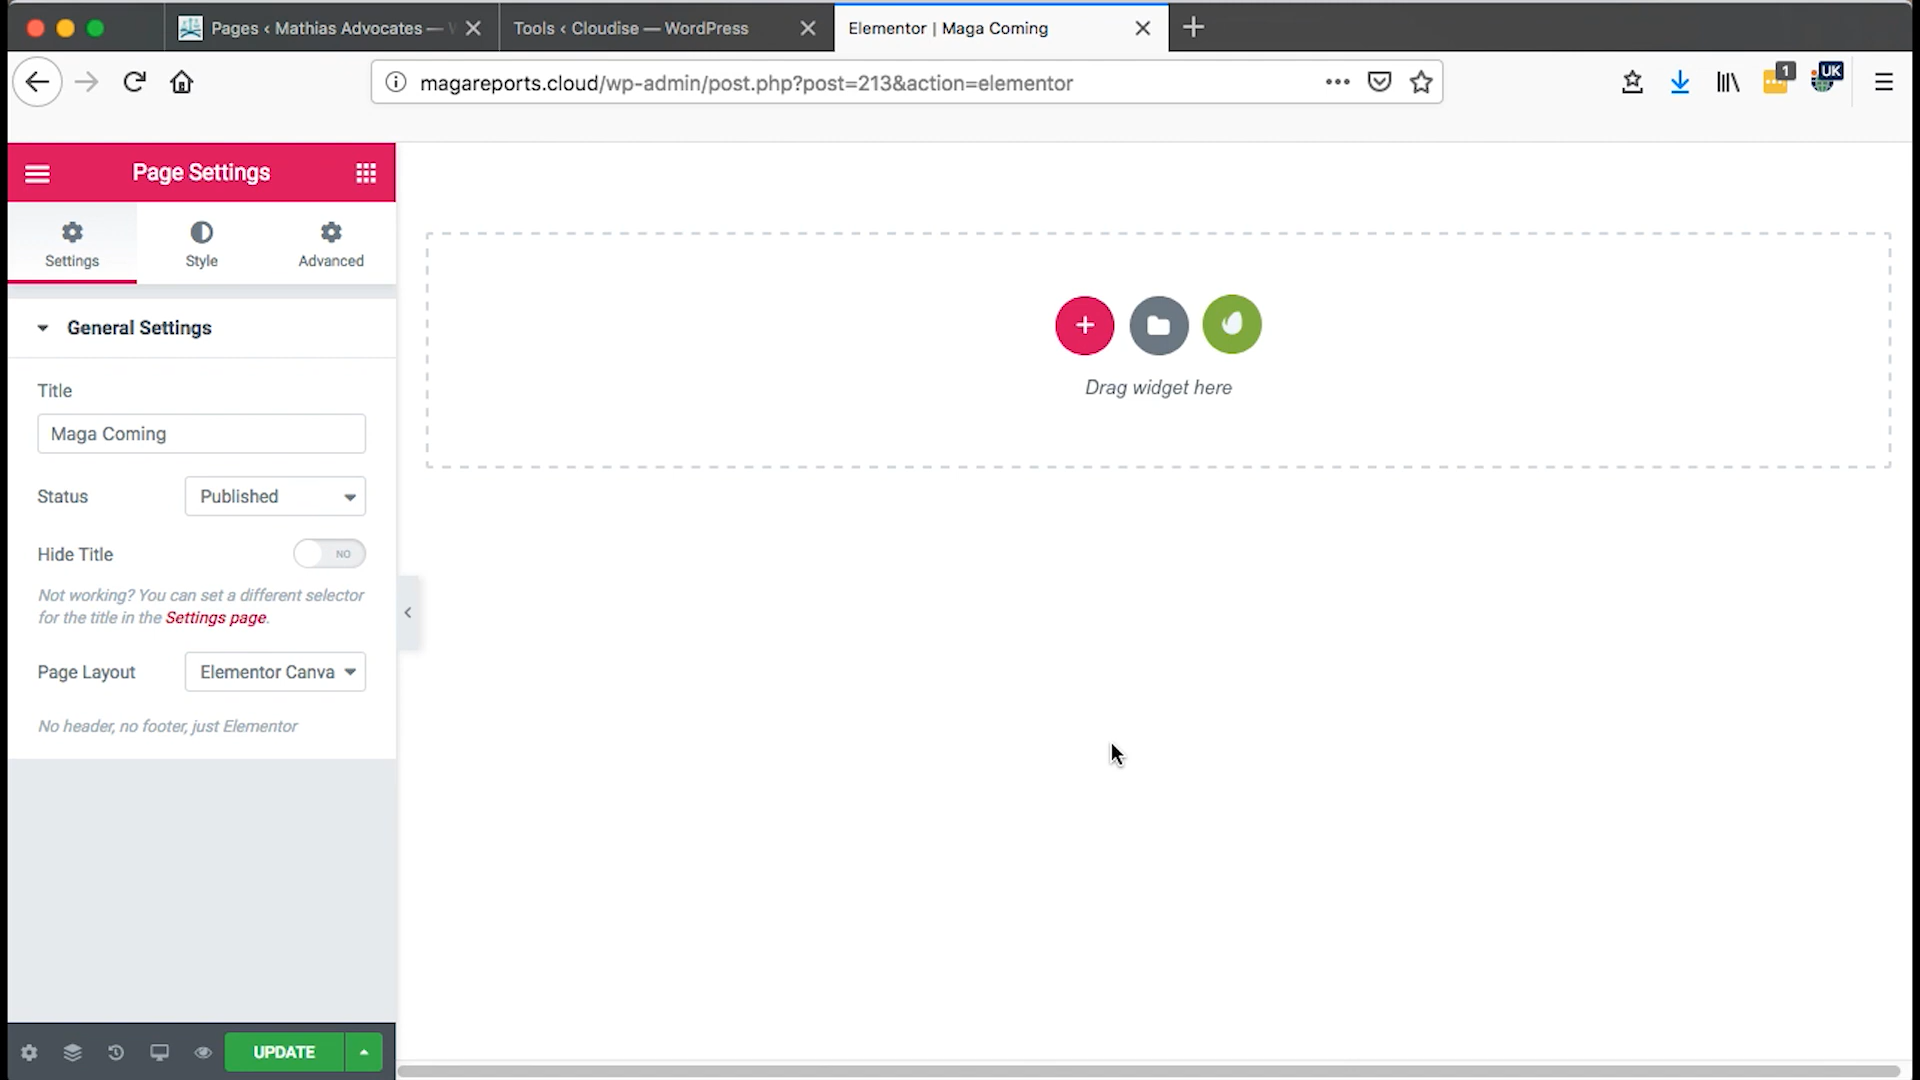 Pages ‹ Mathias Advocates —
Tools ‹ Cloudise — WordPress
Elementor | Maga Coming
magareports.cloud/wp-admin/post.php?post=213&action=elementor
1
UK
Page Settings
Settings
Style
Advanced
General Settings
Title
Maga Coming
Status
Published
Hide Title
NO
Not working? You can set a different selector
for the title in the Settings page.
Page Layout
Elementor Canva
No header, no footer, just Elementor
UPDATE
Drag widget here